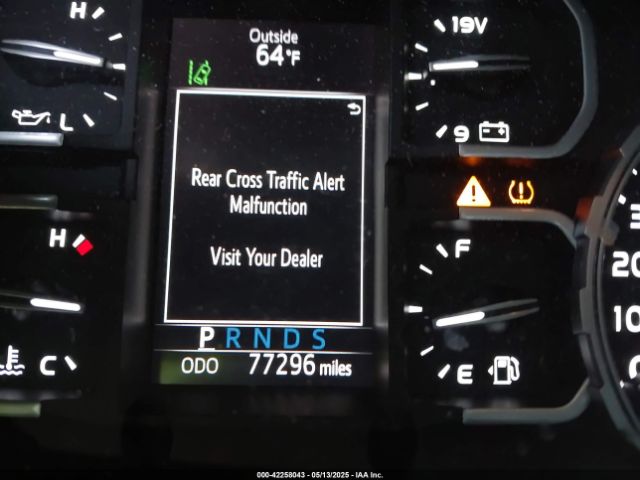 H
L
H
C
Outside
64°F
Rear Cross Traffic Alert
Malfunction
Visit Your Dealer
P R N D S
ODO 77296 miles
19V
9
F
E
20
10
000-42258043 - 05/13/2025 - IAA Inc.